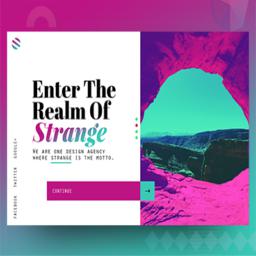 Enter The
Realm Of
Strange
WE ARE ONE DESIGN AGENCY
WHERE STRANGE IS THE MOTTO.
CONTINUE
FACEBOOK TWITTER GOOGLE+